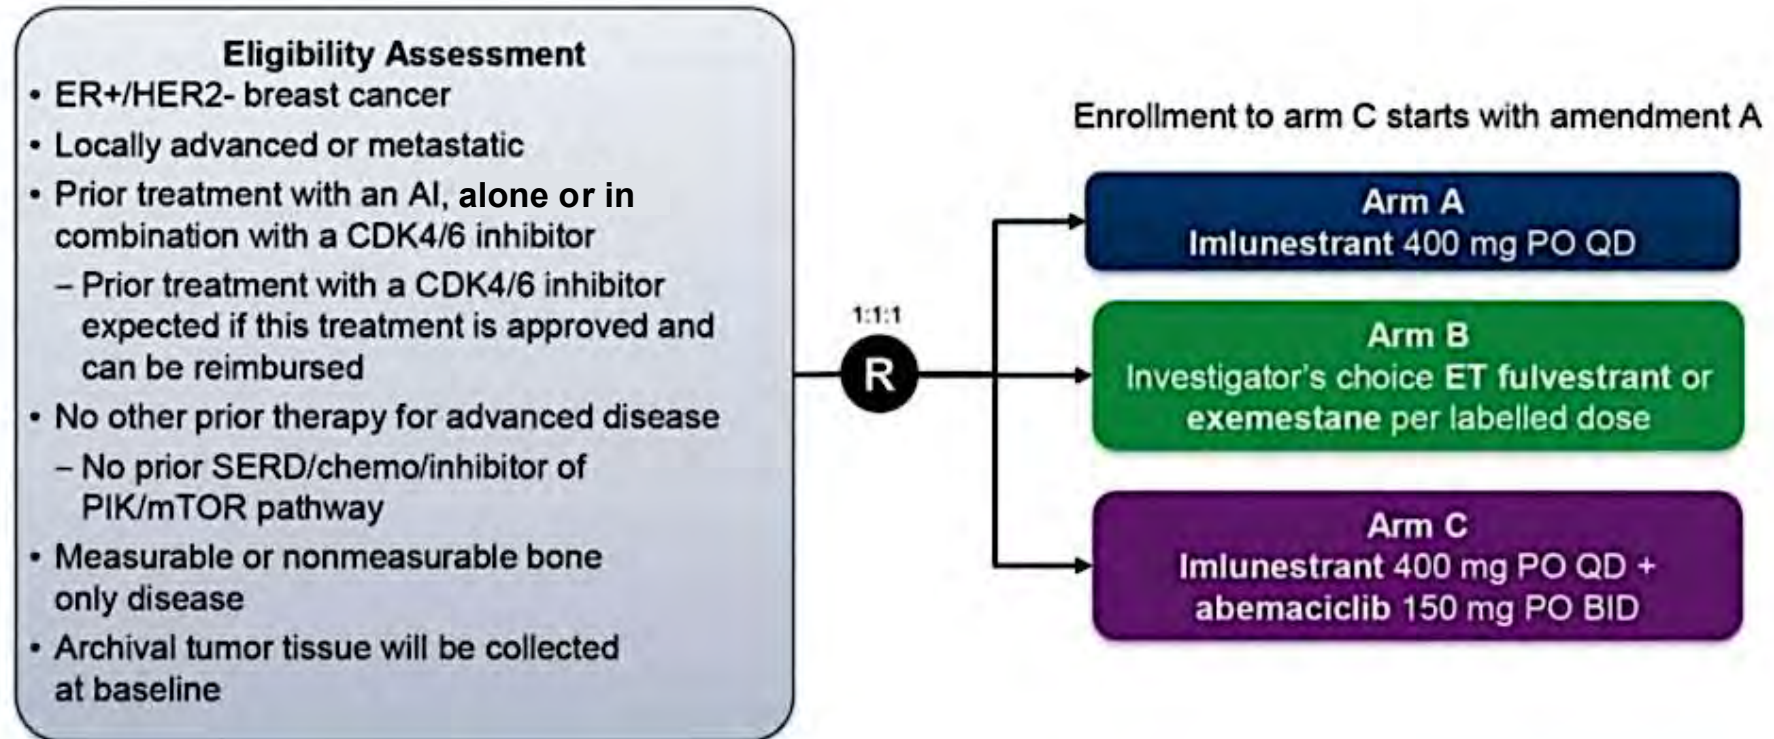 Eligibility Assessment
• ER+/HER2- breast cancer
• Locally advanced or metastatic
• Prior treatment with an AI, alone or in
combination with a CDK4/6 inhibitor
– Prior treatment with a CDK4/6 inhibitor
expected if this treatment is approved and
can be reimbursed
• No other prior therapy for advanced disease
– No prior SERD/chemo/inhibitor of
PIK/mTOR pathway
• Measurable or nonmeasurable bone
only disease
• Archival tumor tissue will be collected
at baseline
1:1:1
R
Enrollment to arm C starts with amendment A
Arm A
Imlunestrant 400 mg PO QD
Arm B
Investigator's choice ET fulvestrant or
exemestane per labelled dose
Arm C
Imlunestrant 400 mg PO QD +
abemaciclib 150 mg PO BID